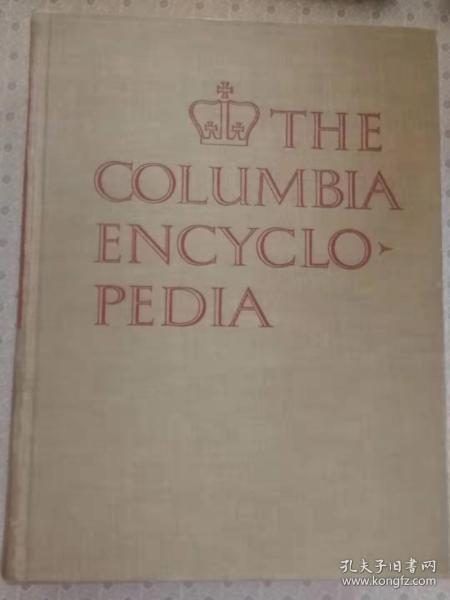 THE
COLUMBIA
ENCYCLO-
PEDIA
孔夫子旧书网
www.kongfz.com